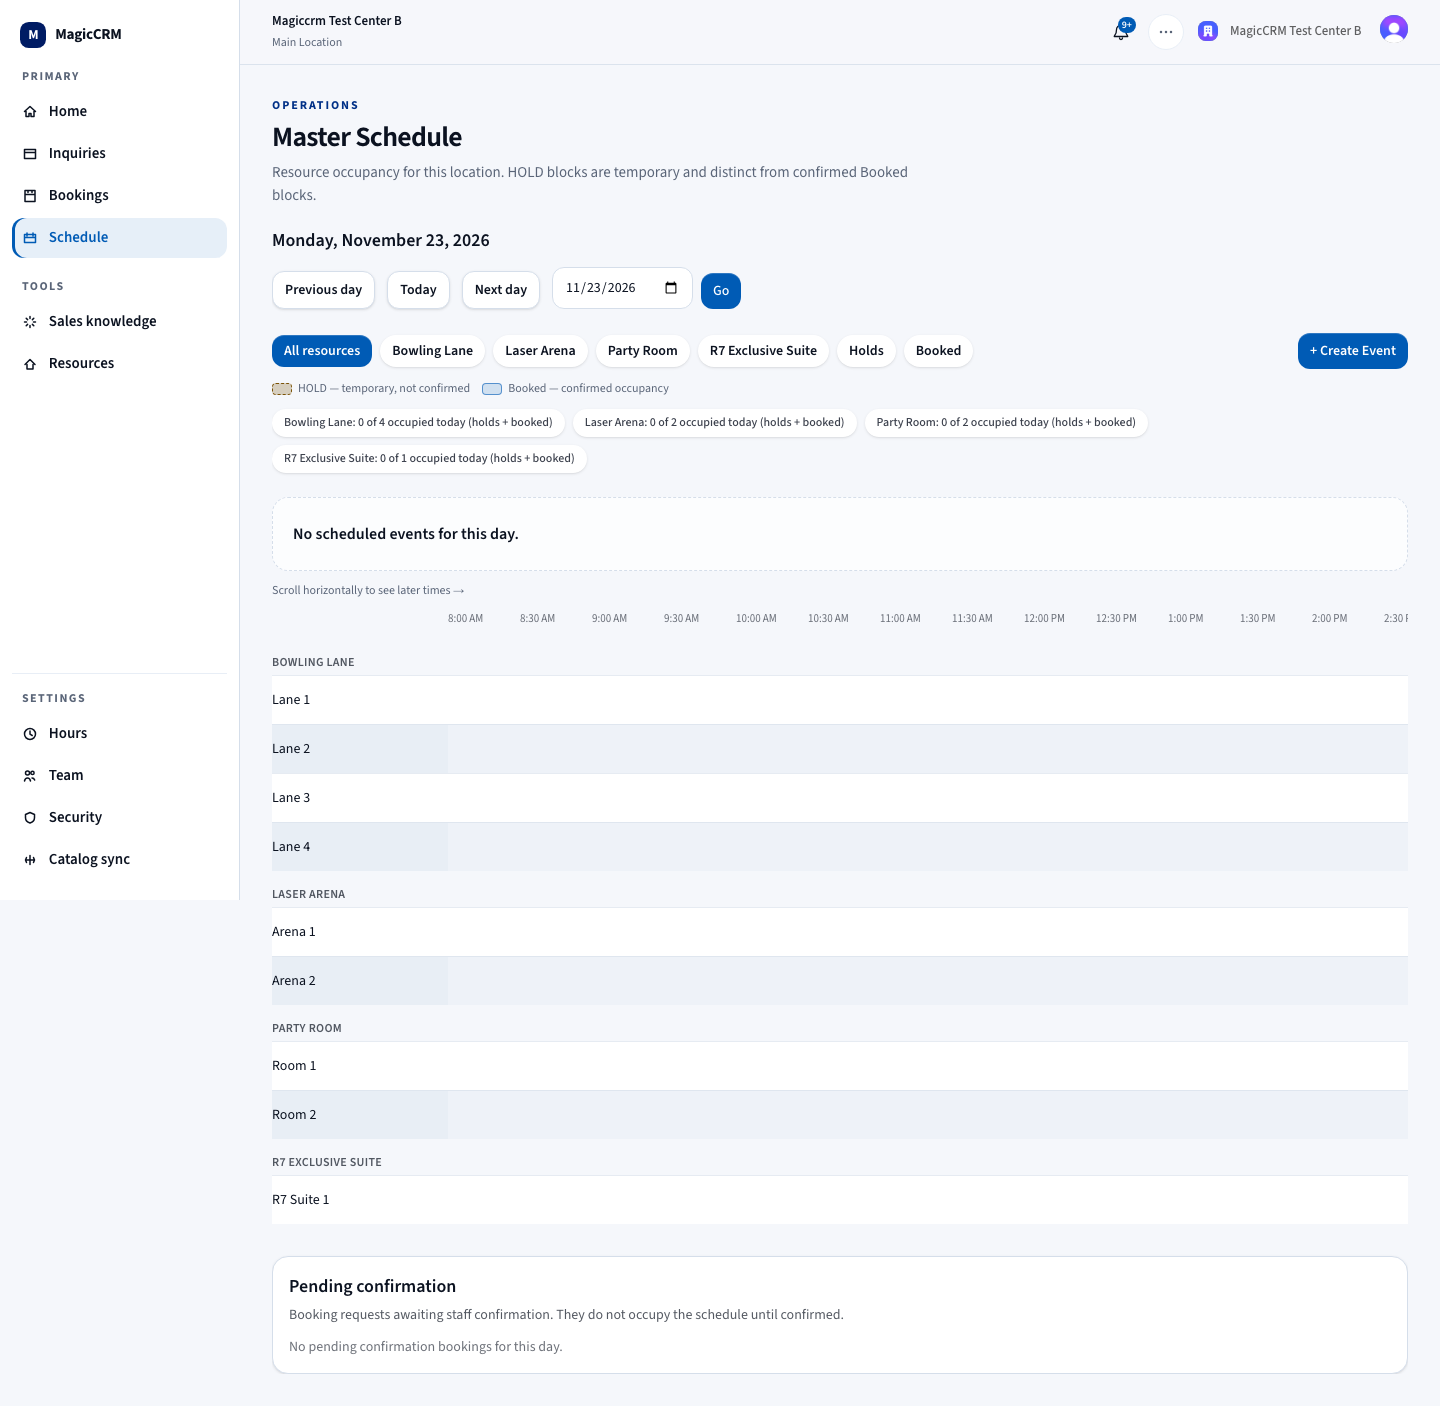 M MagicCRM
PRIMARY
Home
Inquiries
Bookings
Schedule
TOOLS
Sales knowledge
Resources
SETTINGS
Hours
Team
Security
Catalog sync
Magiccrm Test Center B
Main Location
9+
MagicCRM Test Center B
OPERATIONS
Master Schedule
Resource occupancy for this location. HOLD blocks are temporary and distinct from confirmed Booked
blocks.
Monday, November 23, 2026
Previous day Today Next day 11/23/2026 Go
All resources Bowling Lane Laser Arena Party Room R7 Exclusive Suite Holds Booked + Create Event
HOLD — temporary, not confirmed Booked — confirmed occupancy
Bowling Lane: 0 of 4 occupied today (holds + booked) Laser Arena: 0 of 2 occupied today (holds + booked) Party Room: 0 of 2 occupied today (holds + booked)
R7 Exclusive Suite: 0 of 1 occupied today (holds + booked)
No scheduled events for this day.
Scroll horizontally to see later times →
8:00 AM 8:30 AM 9:00 AM 9:30 AM 10:00 AM 10:30 AM 11:00 AM 11:30 AM 12:00 PM 12:30 PM 1:00 PM 1:30 PM 2:00 PM 2:30
BOWLING LANE
Lane 1
Lane 2
Lane 3
Lane 4
LASER ARENA
Arena 1
Arena 2
PARTY ROOM
Room 1
Room 2
R7 EXCLUSIVE SUITE
R7 Suite 1
Pending confirmation
Booking requests awaiting staff confirmation. They do not occupy the schedule until confirmed.
No pending confirmation bookings for this day.